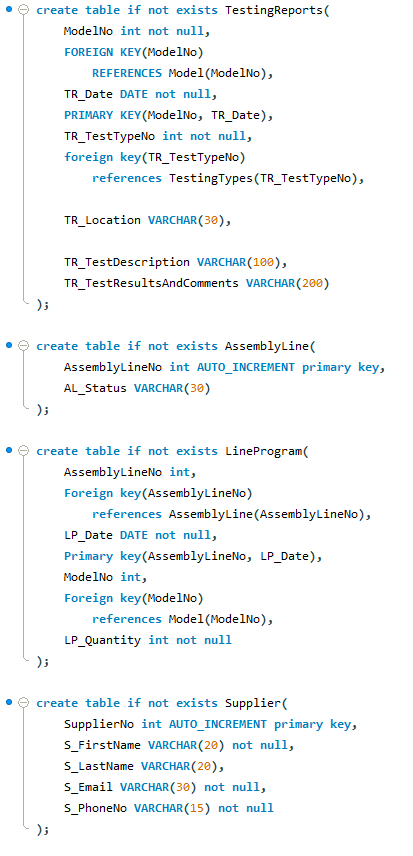 create table if not exists TestingReports(
ModelNo int not null,
FOREIGN KEY(ModelNo)
REFERENCES Model(ModelNo),
TR_Date DATE not null,
PRIMARY KEY(ModelNo, TR_Date),
TR_TestTypeNo int not null,
foreign key(TR_TestTypeNo)
references TestingTypes(TR_TestTypeNo),
TR_Location VARCHAR(30),
TR_TestDescription VARCHAR(100),
TR_TestResultsAndComments VARCHAR(200)
);
create table if not exists AssemblyLine(
AssemblyLineNo int AUTO_INCREMENT primary key,
AL_Status VARCHAR(30)
);
create table if not exists LineProgram(
AssemblyLineNo int,
Foreign key(AssemblyLineNo)
references AssemblyLine(AssemblyLineNo),
LP_Date DATE not null,
Primary key(AssemblyLineNo, LP_Date),
ModelNo int,
Foreign key(ModelNo)
references Model(ModelNo),
LP_Quantity int not null
);
create table if not exists Supplier(
SupplierNo int AUTO_INCREMENT primary key,
S_FirstName VARCHAR(20) not null,
S_LastName VARCHAR(20),
S_Email VARCHAR(30) not null,
S_PhoneNo VARCHAR(15) not null
);